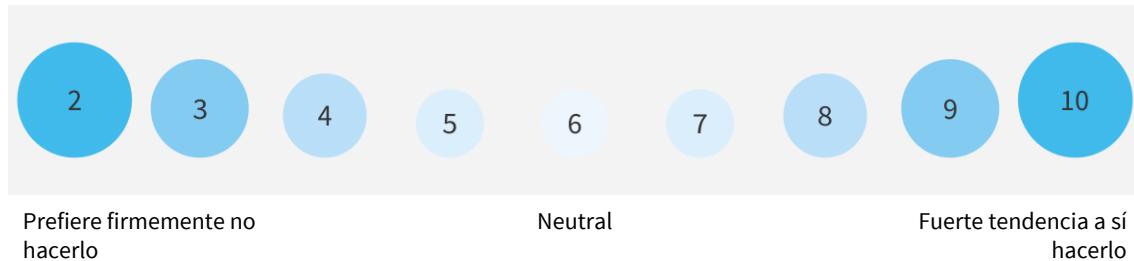 2 3 4 5 6 7 8 9 10
Prefiere firmemente no
hacerlo
Neutral
Fuerte tendencia a sí
hacerlo